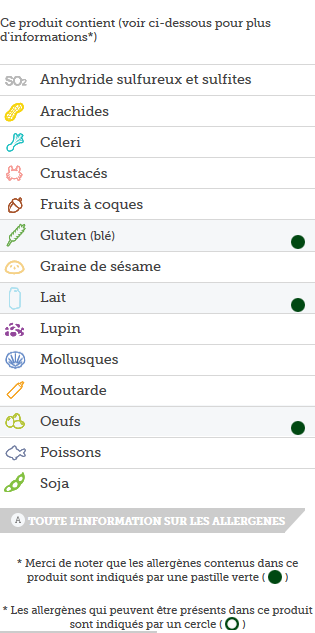 Ce produit contient (voir ci-dessous pour plus
d'informations*)
SO2 Anhydride sulfureux et sulfites
Arachides
Céleri
Crustacés
Fruits à coques
Gluten (blé)
Graine de sésame
Lait
Lupin
Mollusques
Moutarde
Oeufs
Poissons
Soja
A TOUTE L'INFORMATION SUR LES ALLERGENES
* Merci de noter que les allergènes contenus dans ce
produit sont indiqués par une pastille verte ( )
* Les allergènes qui peuvent être présents dans ce produit
sont indiqués par un cercle ( )